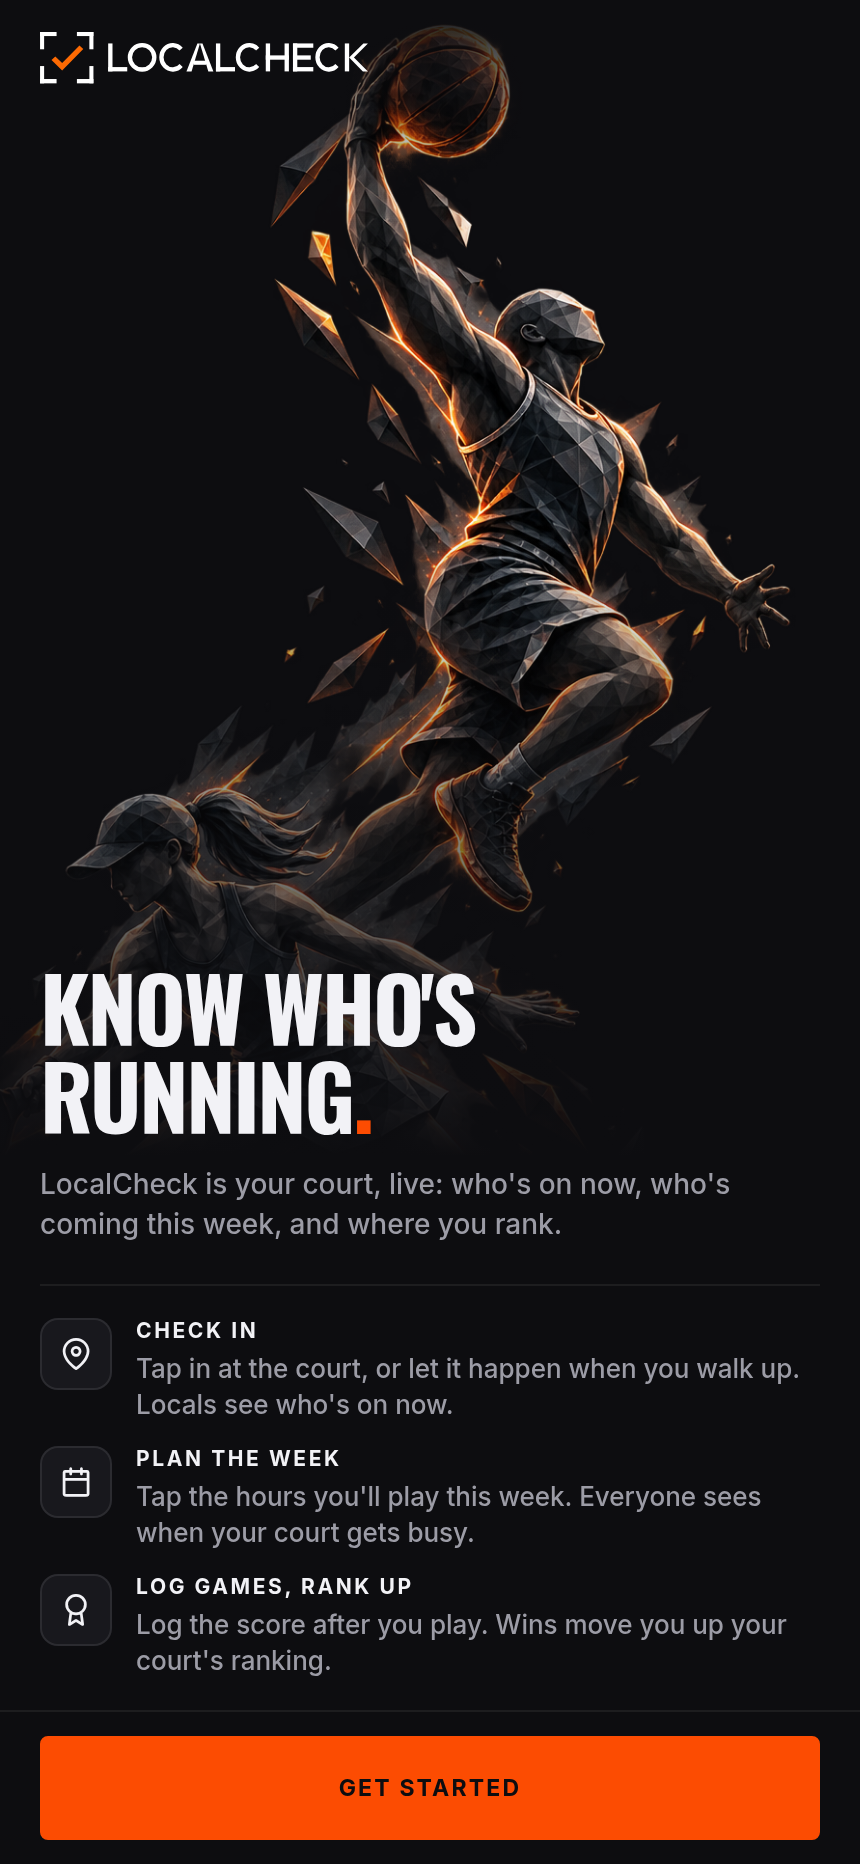 LOCALCHECK
KNOW WHO'S
RUNNING.
LocalCheck is your court, live: who's on now, who's
coming this week, and where you rank.
CHECK IN
Tap in at the court, or let it happen when you walk up.
Locals see who's on now.
PLAN THE WEEK
Tap the hours you'll play this week. Everyone sees
when your court gets busy.
LOG GAMES, RANK UP
Log the score after you play. Wins move you up your
court's ranking.
GET STARTED